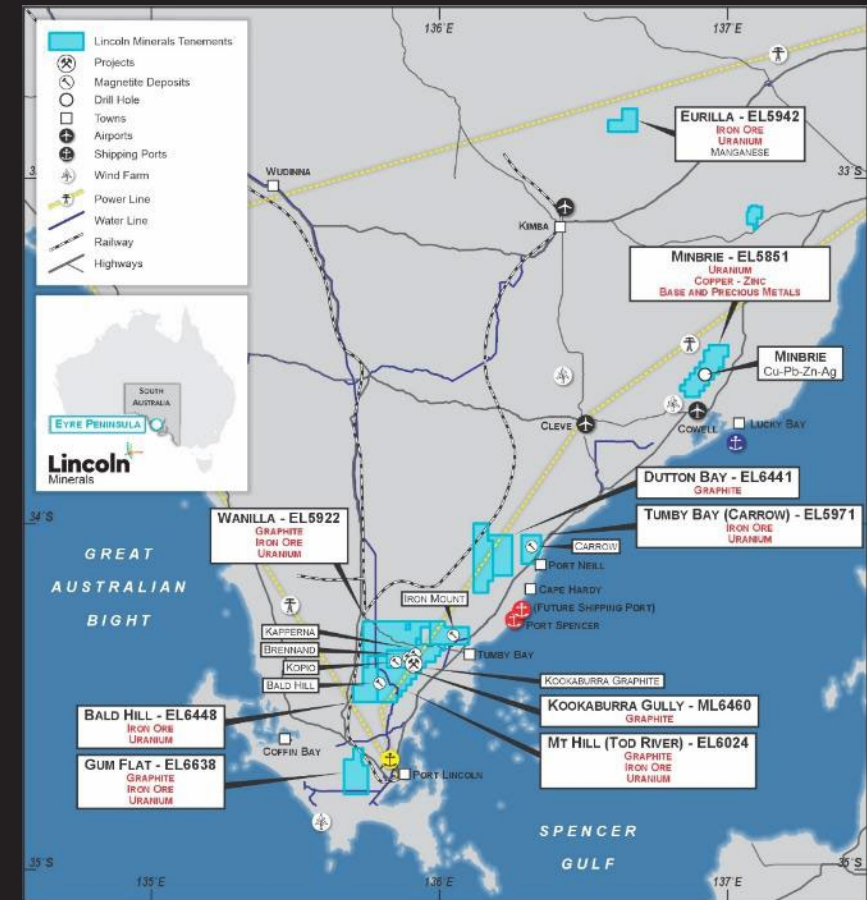 136°E
137°E
Lincoln Minerals Tenements
Projects
Magnetite Deposits
Drill Hole
Towns
Airports
Shipping Ports
Wind Farm
Power Line
Water Line
Railway
Highways
EURILLA - EL5942
IRON ORE
URANIUM
MANGANESE
33°S
WUDINNA
KIMBA
MINBRIE - EL5851
URANIUM
COPPER - ZINC
BASE AND PRECIOUS METALS
SOUTH
AUSTRALIA
EYRE PENINSULA
Lincoln
Minerals
MINBRIE
Cu-Pb-Zn-Ag
CLEVE
COWELL
LUCKY BAY
DUTTON BAY - EL6441
GRAPHITE
TUMBY BAY (CARROW) - EL5971
IRON ORE
URANIUM
34°S
WANILLA - EL5922
GRAPHITE
IRON ORE
URANIUM
GREAT
AUSTRALIAN
BIGHT
CARROW
PORT NEILL
CAPE HARDY
(FUTURE SHIPPING PORT)
PORT SPENCER
IRON MOUNT
KAPPERNA
BRENNAND
KOPIO
BALD HILL
TUMBY BAY
KOOKABURRA GRAPHITE
KOOKABURRA GULLY - ML6460
GRAPHITE
BALD HILL - EL6448
IRON ORE
URANIUM
MT HILL (TOD RIVER) - EL6024
GRAPHITE
IRON ORE
URANIUM
COFFIN BAY
GUM FLAT - EL6638
GRAPHITE
IRON ORE
URANIUM
PORT LINCOLN
SPENCER
GULF
35°S
35°S
135°E
136°E
137°E